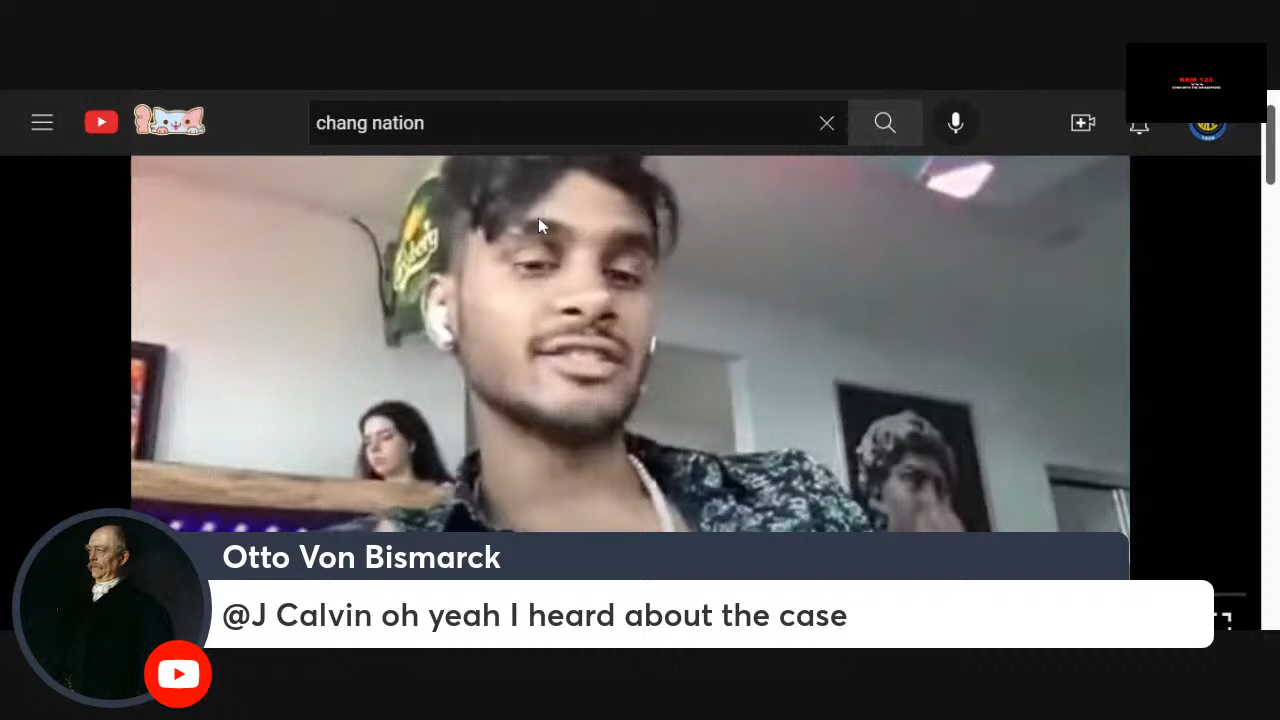 chang nation
Otto Von Bismarck
@J Calvin oh yeah I heard about the case